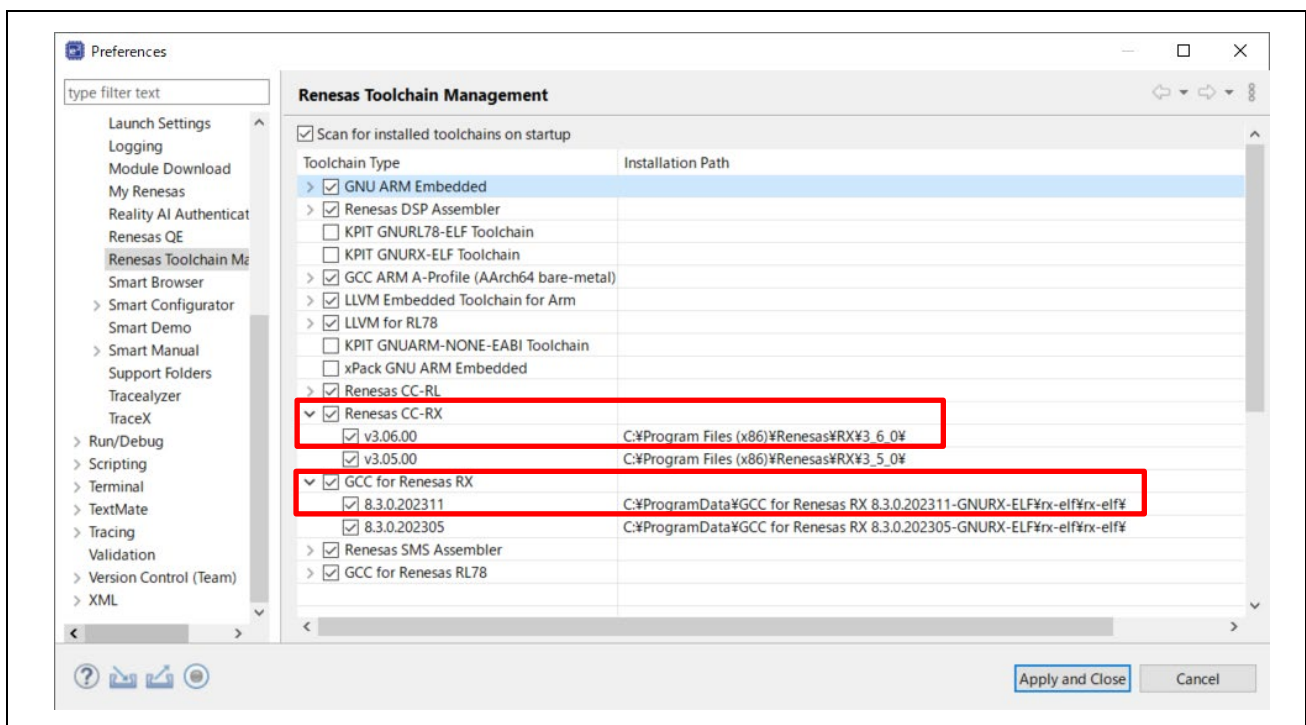 Preferences
type filter text
Launch Settings
Logging
Module Download
My Renesas
Reality AI Authenticat
Renesas QE
Renesas Toolchain Ma
Smart Browser
Smart Configurator
Smart Demo
Smart Manual
Support Folders
Tracealyzer
TraceX
Run/Debug
Scripting
Terminal
TextMate
Tracing
Validation
Version Control (Team)
XML
Renesas Toolchain Management
Scan for installed toolchains on startup
Toolchain Type Installation Path
GNU ARM Embedded
Renesas DSP Assembler
KPIT GNURL78-ELF Toolchain
KPIT GNURX-ELF Toolchain
GCC ARM A-Profile (AArch64 bare-metal)
LLVM Embedded Toolchain for Arm
LLVM for RL78
KPIT GNUARM-NONE-EABI Toolchain
xPack GNU ARM Embedded
Renesas CC-RL
Renesas CC-RX
v3.06.00 C:¥Program Files (x86)¥Renesas¥RX¥3_6_0¥
v3.05.00 C:¥Program Files (x86)¥Renesas¥RX¥3_5_0¥
GCC for Renesas RX
8.3.0.202311 C:¥ProgramData¥GCC for Renesas RX 8.3.0.202311-GNURX-ELF¥rx-elf¥rx-elf¥
8.3.0.202305 C:¥ProgramData¥GCC for Renesas RX 8.3.0.202305-GNURX-ELF¥rx-elf¥rx-elf¥
Renesas SMS Assembler
GCC for Renesas RL78
Apply and Close Cancel